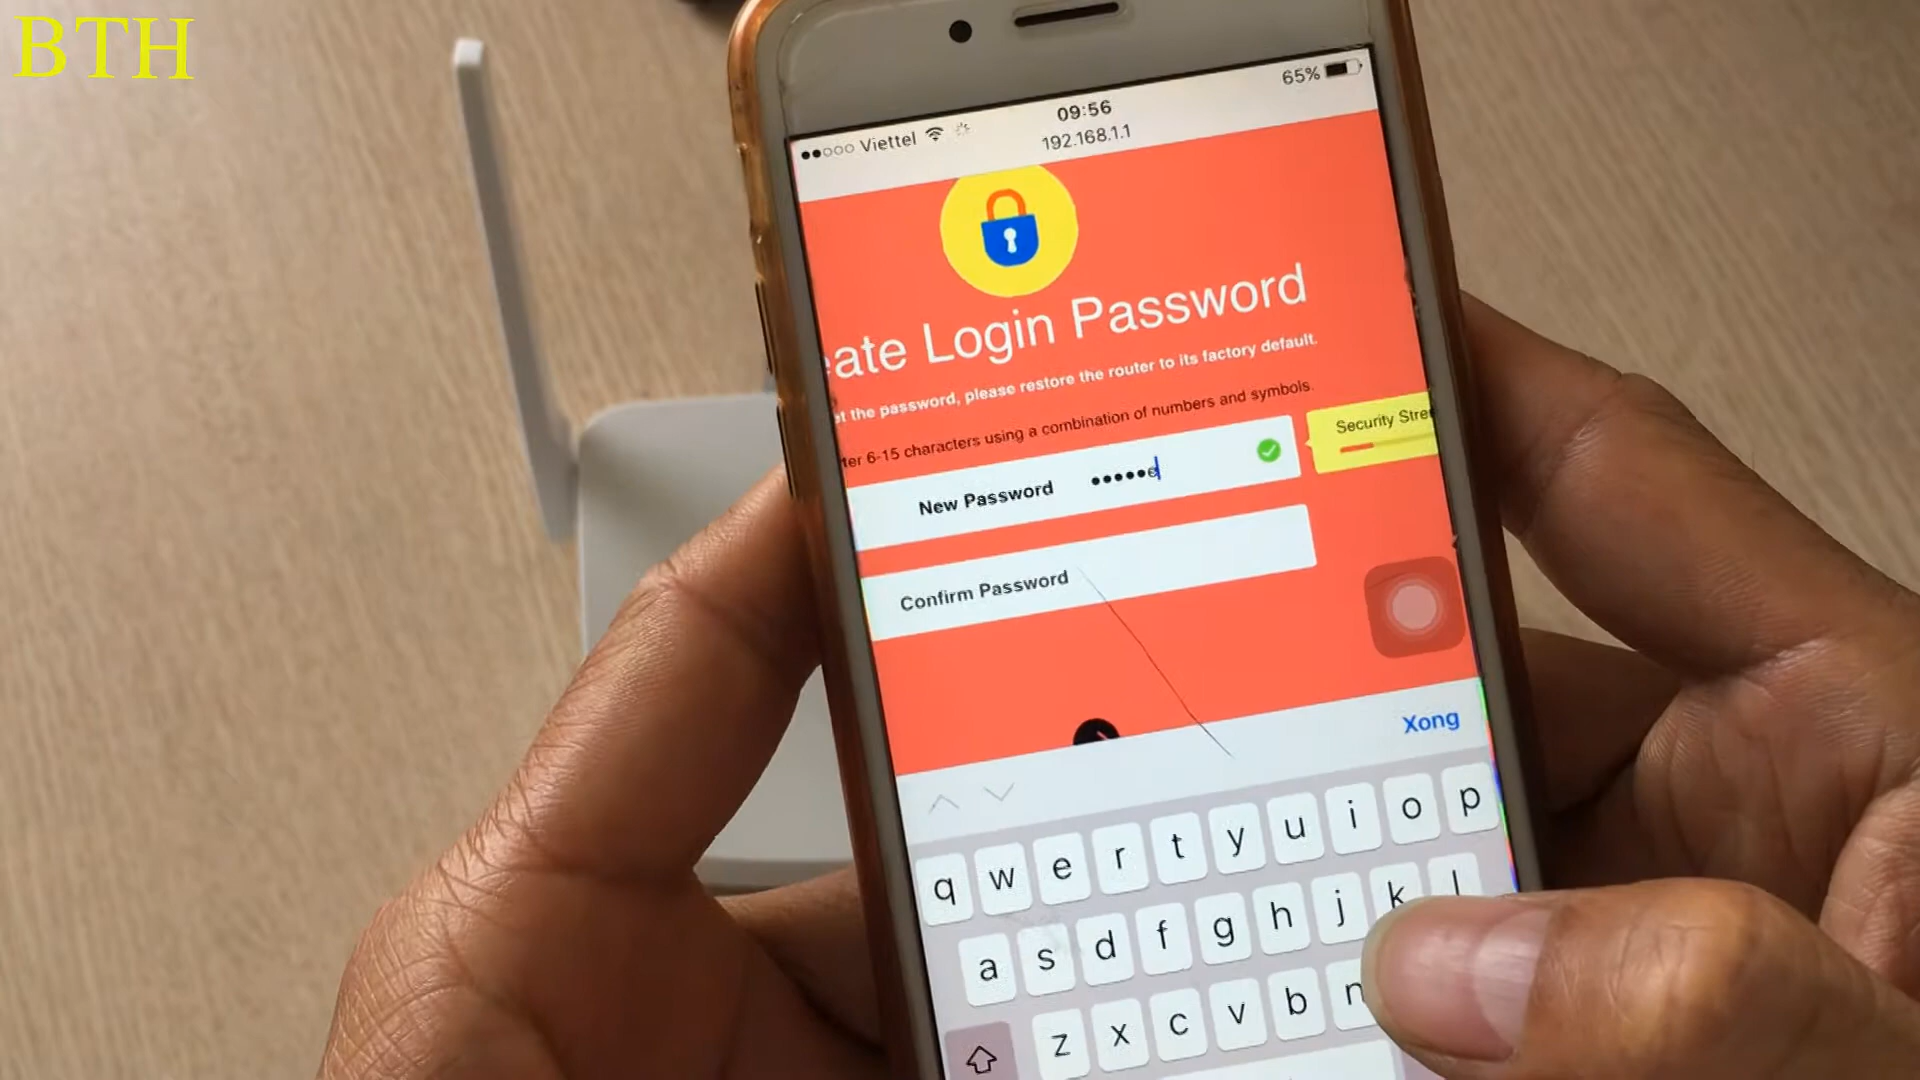 BTH
65%
09:56
Viettel
192.168.1.1
eate Login Password
et the password, please restore the router to its factory default.
ter 6-15 characters using a combination of numbers and symbols.
Security Stre
New Password •••••e
Confirm Password
Xong
q w e r t y u i o p
a s d f g h j k l
z x c v b n